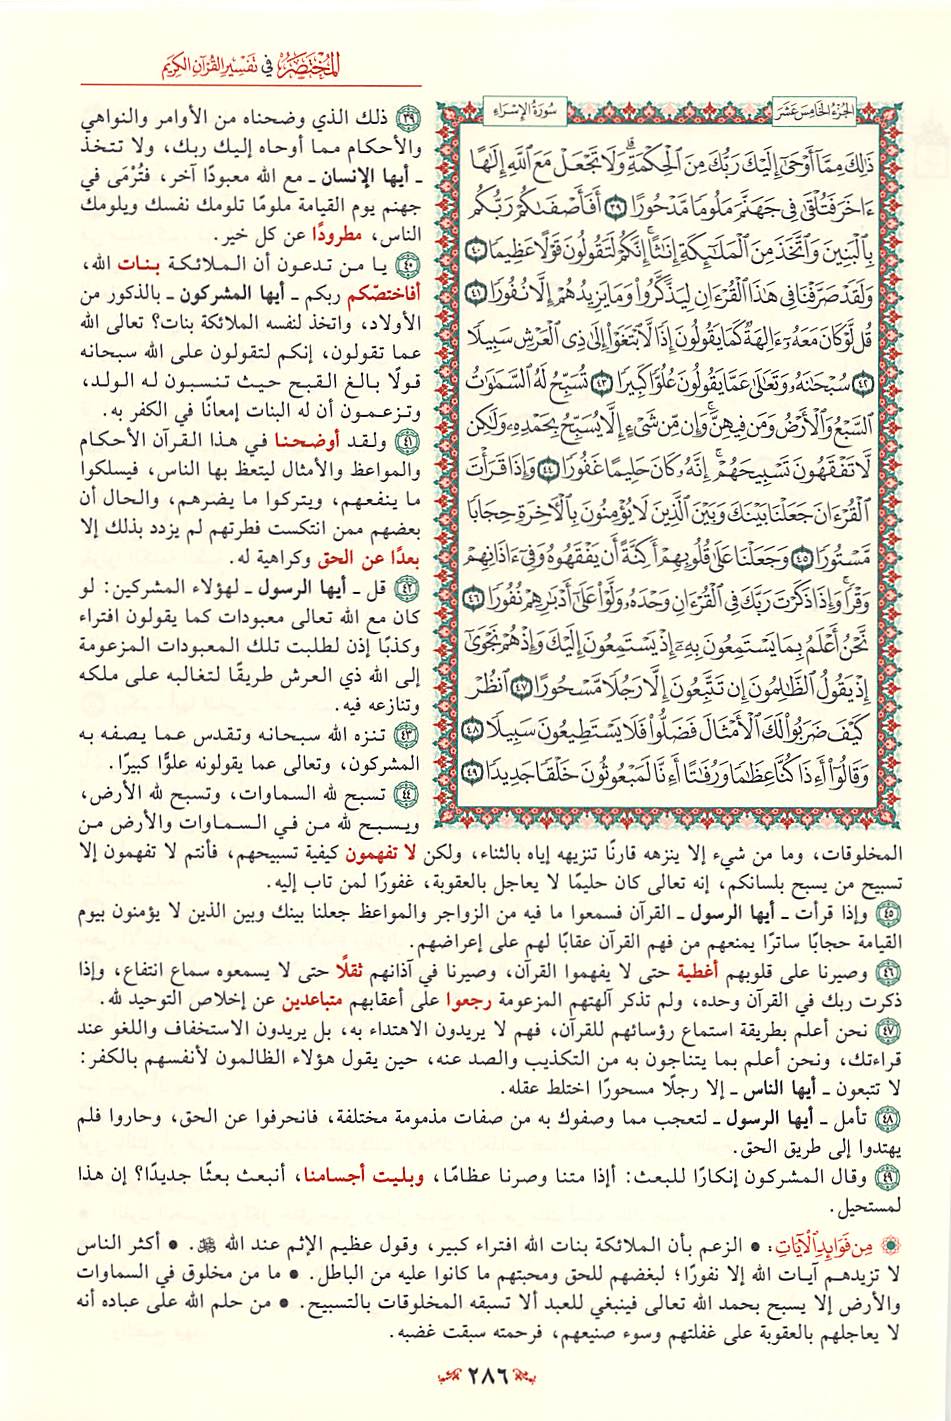 المختصر في تفسير القرآن الكريم
الجزء الخامس عشر
سورة الإسراء
ذَٰلِكَ مِمَّآ أَوۡحَىٰٓ إِلَيۡكَ رَبُّكَ مِنَ ٱلۡحِكۡمَةِۗ وَلَا تَجۡعَلۡ مَعَ ٱللَّهِ إِلَٰهًا
ءَاخَرَ فَتُلۡقَىٰ فِي جَهَنَّمَ مَلُومٗا مَّدۡحُورًا ٣٩ أَفَأَصۡفَىٰكُمۡ رَبُّكُم
بِٱلۡبَنِينَ وَٱتَّخَذَ مِنَ ٱلۡمَلَٰٓئِكَةِ إِنَٰثًاۚ إِنَّكُمۡ لَتَقُولُونَ قَوۡلًا عَظِيمٗا ٤٠
وَلَقَدۡ صَرَّفۡنَا فِي هَٰذَا ٱلۡقُرۡءَانِ لِيَذَّكَّرُواْ وَمَا يَزِيدُهُمۡ إِلَّا نُفُورٗا ٤١
قُل لَّوۡ كَانَ مَعَهُۥٓ ءَالِهَةٞ كَمَا يَقُولُونَ إِذٗا لَّٱبۡتَغَوۡاْ إِلَىٰ ذِي ٱلۡعَرۡشِ سَبِيلٗا
٤٢ سُبۡحَٰنَهُۥ وَتَعَٰلَىٰ عَمَّا يَقُولُونَ عُلُوّٗا كَبِيرٗا ٤٣ تُسَبِّحُ لَهُ ٱلسَّمَٰوَٰتُ
ٱلسَّبۡعُ وَٱلۡأَرۡضُ وَمَن فِيهِنَّۚ وَإِن مِّن شَيۡءٍ إِلَّا يُسَبِّحُ بِحَمۡدِهِۦ وَلَٰكِن
لَّا تَفۡقَهُونَ تَسۡبِيحَهُمۡۚ إِنَّهُۥ كَانَ حَلِيمًا غَفُورٗا ٤٤ وَإِذَا قَرَأۡتَ
ٱلۡقُرۡءَانَ جَعَلۡنَا بَيۡنَكَ وَبَيۡنَ ٱلَّذِينَ لَا يُؤۡمِنُونَ بِٱلۡأٓخِرَةِ حِجَابٗا
مَّسۡتُورٗا ٤٥ وَجَعَلۡنَا عَلَىٰ قُلُوبِهِمۡ أَكِنَّةً أَن يَفۡقَهُوهُ وَفِيٓ ءَاذَانِهِمۡ
وَقۡرٗاۚ وَإِذَا ذَكَرۡتَ رَبَّكَ فِي ٱلۡقُرۡءَانِ وَحۡدَهُۥ وَلَّوۡاْ عَلَىٰٓ أَدۡبَٰرِهِمۡ نُفُورٗا ٤٦
نَّحۡنُ أَعۡلَمُ بِمَا يَسۡتَمِعُونَ بِهِۦٓ إِذۡ يَسۡتَمِعُونَ إِلَيۡكَ وَإِذۡ هُمۡ نَجۡوَىٰٓ
إِذۡ يَقُولُ ٱلظَّٰلِمُونَ إِن تَتَّبِعُونَ إِلَّا رَجُلٗا مَّسۡحُورًا ٤٧ ٱنظُرۡ
كَيۡفَ ضَرَبُواْ لَكَ ٱلۡأَمۡثَالَ فَضَلُّواْ فَلَا يَسۡتَطِيعُونَ سَبِيلٗا ٤٨
وَقَالُوٓاْ أَءِذَا كُنَّا عِظَٰمٗا وَرُفَٰتًا أَءِنَّا لَمَبۡعُوثُونَ خَلۡقٗا جَدِيدٗا ٤٩
٣٩ ذلك الذي وضحناه من الأوامر والنواهي
والأحكام مما أوحاه إليك ربك، ولا تتخذ
ـ أيها الإنسان ـ مع الله معبودًا آخر، فتُرْمَى في
جهنم يوم القيامة ملومًا تلومك نفسك ويلومك
الناس، مطرودًا عن كل خير.
٤٠ يا من تدعون أن الملائكة بنات الله،
أفاختصّكم ربكم ـ أيها المشركون ـ بالذكور من
الأولاد، واتخذ لنفسه الملائكة بنات؟ تعالى الله
عما تقولون، إنكم لتقولون على الله سبحانه
قولًا بالغ القبح حيث تنسبون له الولد،
وتزعمون أن له البنات إمعانًا في الكفر به.
٤١ ولقد أوضحنا في هذا القرآن الأحكام
والمواعظ والأمثال ليتعظ بها الناس، فيسلكوا
ما ينفعهم، ويتركوا ما يضرهم، والحال أن
بعضهم ممن انتكست فطرتهم لم يزدد بذلك إلا
بعدًا عن الحق وكراهية له.
٤٢ قل ـ أيها الرسول ـ لهؤلاء المشركين: لو
كان مع الله تعالى معبودات كما يقولون افتراء
وكذبًا إذن لطلبت تلك المعبودات المزعومة
إلى الله ذي العرش طريقًا لتغالبه على ملكه
وتنازعه فيه.
٤٣ تنزه الله سبحانه وتقدس عما يصفه به
المشركون، وتعالى عما يقولونه علوًّا كبيرًا.
٤٤ تسبح لله السماوات، وتسبح لله الأرض،
ويسبح لله من في السماوات والأرض من
المخلوقات، وما من شيء إلا ينزهه قارنًا تنزيهه إياه بالثناء، ولكن لا تفهمون كيفية تسبيحهم، فأنتم لا تفهمون إلا
تسبيح من يسبح بلسانكم، إنه تعالى كان حليمًا لا يعاجل بالعقوبة، غفورًا لمن تاب إليه.
٤٥ وإذا قرأت ـ أيها الرسول ـ القرآن فسمعوا ما فيه من الزواجر والمواعظ جعلنا بينك وبين الذين لا يؤمنون بيوم
القيامة حجابًا ساترًا يمنعهم من فهم القرآن عقابًا لهم على إعراضهم.
٤٦ وصيرنا على قلوبهم أغطية حتى لا يفهموا القرآن، وصيرنا في آذانهم ثقلًا حتى لا يسمعوه سماع انتفاع، وإذا
ذكرت ربك في القرآن وحده، ولم تذكر آلهتهم المزعومة رجعوا على أعقابهم متباعدين عن إخلاص التوحيد لله.
٤٧ نحن أعلم بطريقة استماع رؤسائهم للقرآن، فهم لا يريدون الاهتداء به، بل يريدون الاستخفاف واللغو عند
قراءتك، ونحن أعلم بما يتناجون به من التكذيب والصد عنه، حين يقول هؤلاء الظالمون لأنفسهم بالكفر:
لا تتبعون ـ أيها الناس ـ إلا رجلًا مسحورًا اختلط عقله.
٤٨ تأمل ـ أيها الرسول ـ لتعجب مما وصفوك به من صفات مذمومة مختلفة، فانحرفوا عن الحق، وحاروا فلم
يهتدوا إلى طريق الحق.
٤٩ وقال المشركون إنكارًا للبعث: أإذا متنا وصرنا عظامًا، وبليت أجسامنا، أنبعث بعثًا جديدًا؟ إن هذا
لمستحيل.
من فوائد الآيات: • الزعم بأن الملائكة بنات الله افتراء كبير، وقول عظيم الإثم عند الله ﷻ. • أكثر الناس
لا تزيدهم آيات الله إلا نفورًا؛ لبغضهم للحق ومحبتهم ما كانوا عليه من الباطل. • ما من مخلوق في السماوات
والأرض إلا يسبح بحمد الله تعالى فينبغي للعبد ألا تسبقه المخلوقات بالتسبيح. • من حلم الله على عباده أنه
لا يعاجلهم بالعقوبة على غفلتهم وسوء صنيعهم، فرحمته سبقت غضبه.
٢٨٦